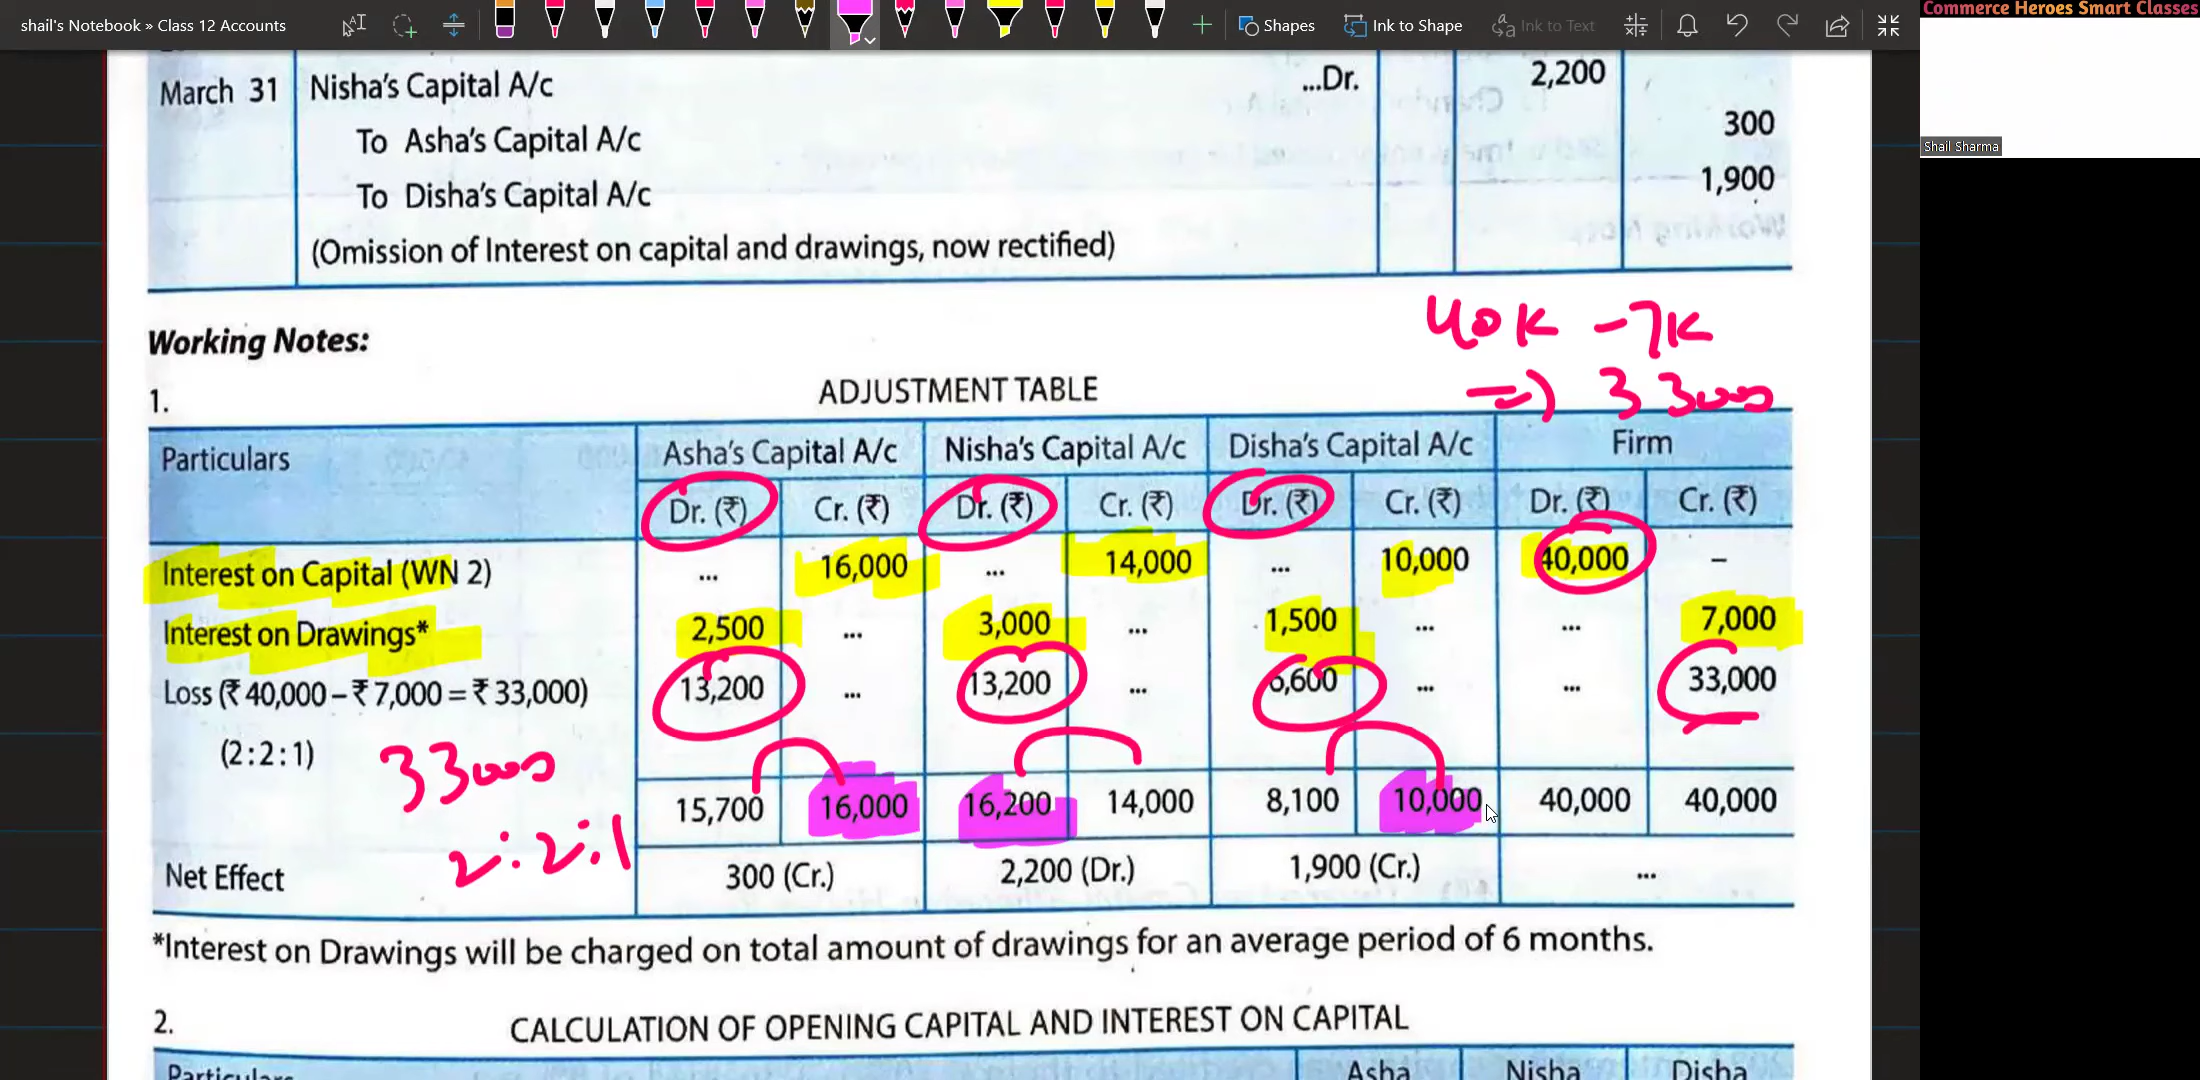 shail's Notebook » Class 12 Accounts
Shapes
Ink to Shape
Ink to Text
Commerce Heroes Smart Classes
Shail Sharma
March 31 Nisha's Capital A/c ...Dr. 2,200
To Asha's Capital A/c 300
To Disha's Capital A/c 1,900
(Omission of Interest on capital and drawings, now rectified)
Working Notes:
40K - 7K
=> 33000
1. ADJUSTMENT TABLE
Particulars Asha's Capital A/c Nisha's Capital A/c Disha's Capital A/c Firm
Dr. (₹) Cr. (₹) Dr. (₹) Cr. (₹) Dr. (₹) Cr. (₹) Dr. (₹) Cr. (₹)
Interest on Capital (WN 2) ... 16,000 ... 14,000 ... 10,000 40,000 –
Interest on Drawings* 2,500 ... 3,000 ... 1,500 ... ... 7,000
Loss (₹ 40,000 – ₹ 7,000 = ₹ 33,000) 13,200 ... 13,200 ... 6,600 ... ... 33,000
(2 : 2 : 1) 33000
2:2:1
15,700 16,000 16,200 14,000 8,100 10,000 40,000 40,000
Net Effect 300 (Cr.) 2,200 (Dr.) 1,900 (Cr.) ...
*Interest on Drawings will be charged on total amount of drawings for an average period of 6 months.
2. CALCULATION OF OPENING CAPITAL AND INTEREST ON CAPITAL
Particulars Asha Nisha Disha